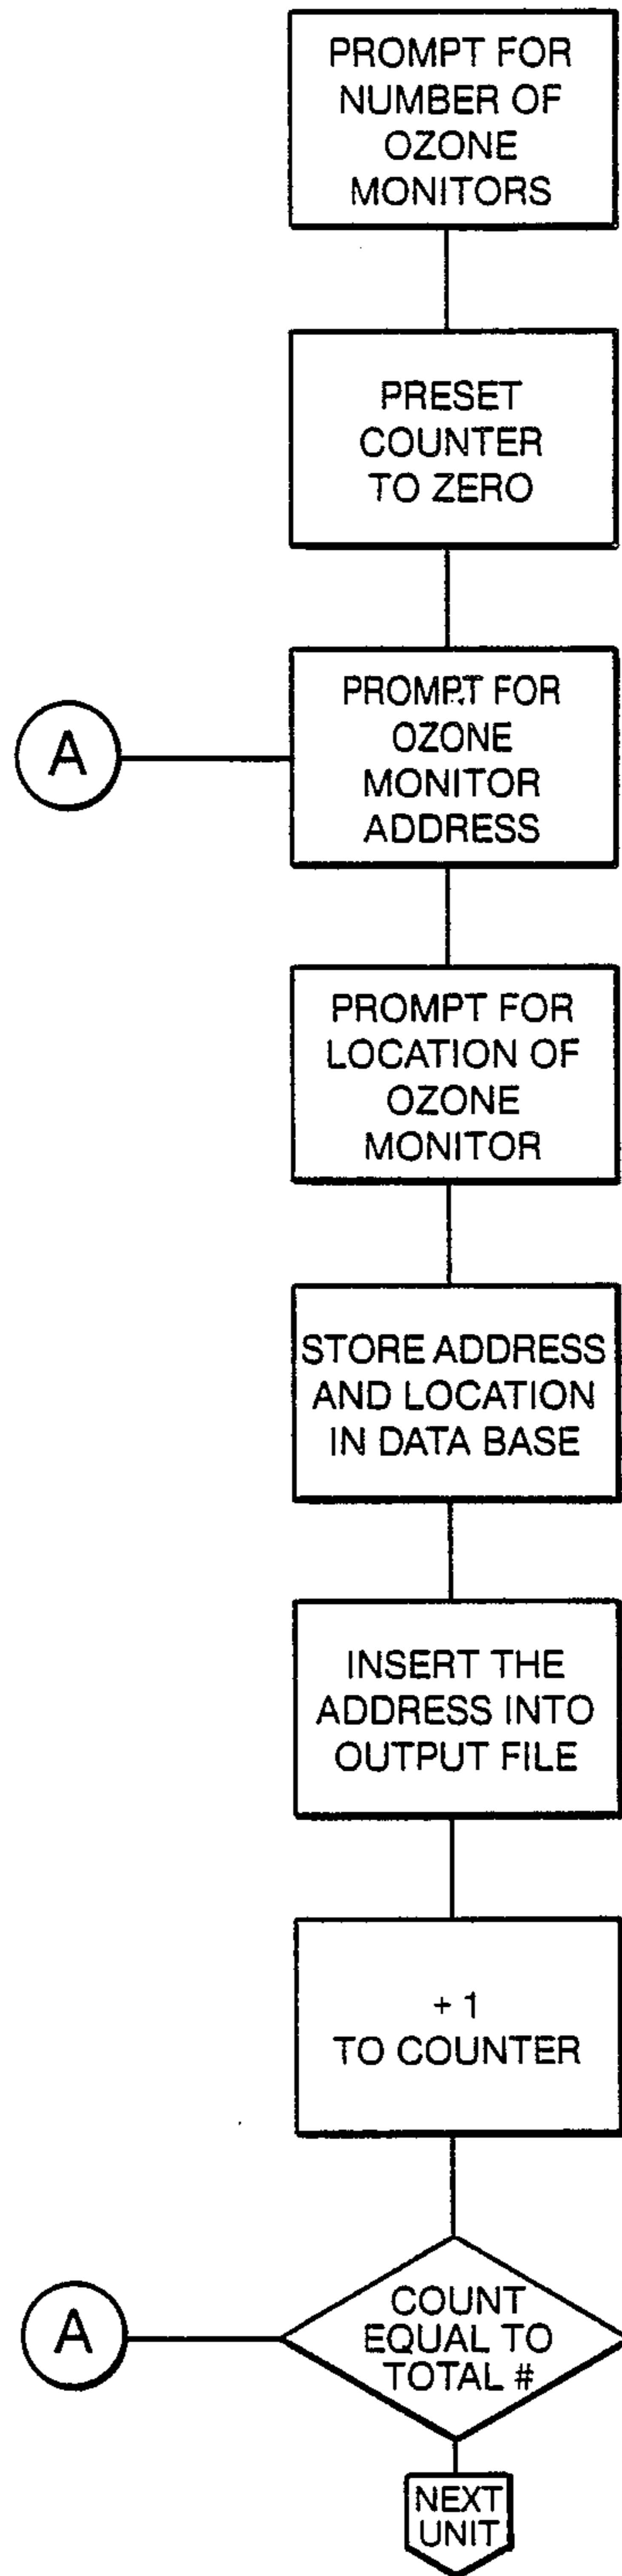 PROMPT FOR
NUMBER OF
OZONE
MONITORS
PRESET
COUNTER
TO ZERO
A
PROMPT FOR
OZONE
MONITOR
ADDRESS
PROMPT FOR
LOCATION OF
OZONE
MONITOR
STORE ADDRESS
AND LOCATION
IN DATA BASE
INSERT THE
ADDRESS INTO
OUTPUT FILE
+ 1
TO COUNTER
A
COUNT
EQUAL TO
TOTAL #
NEXT
UNIT